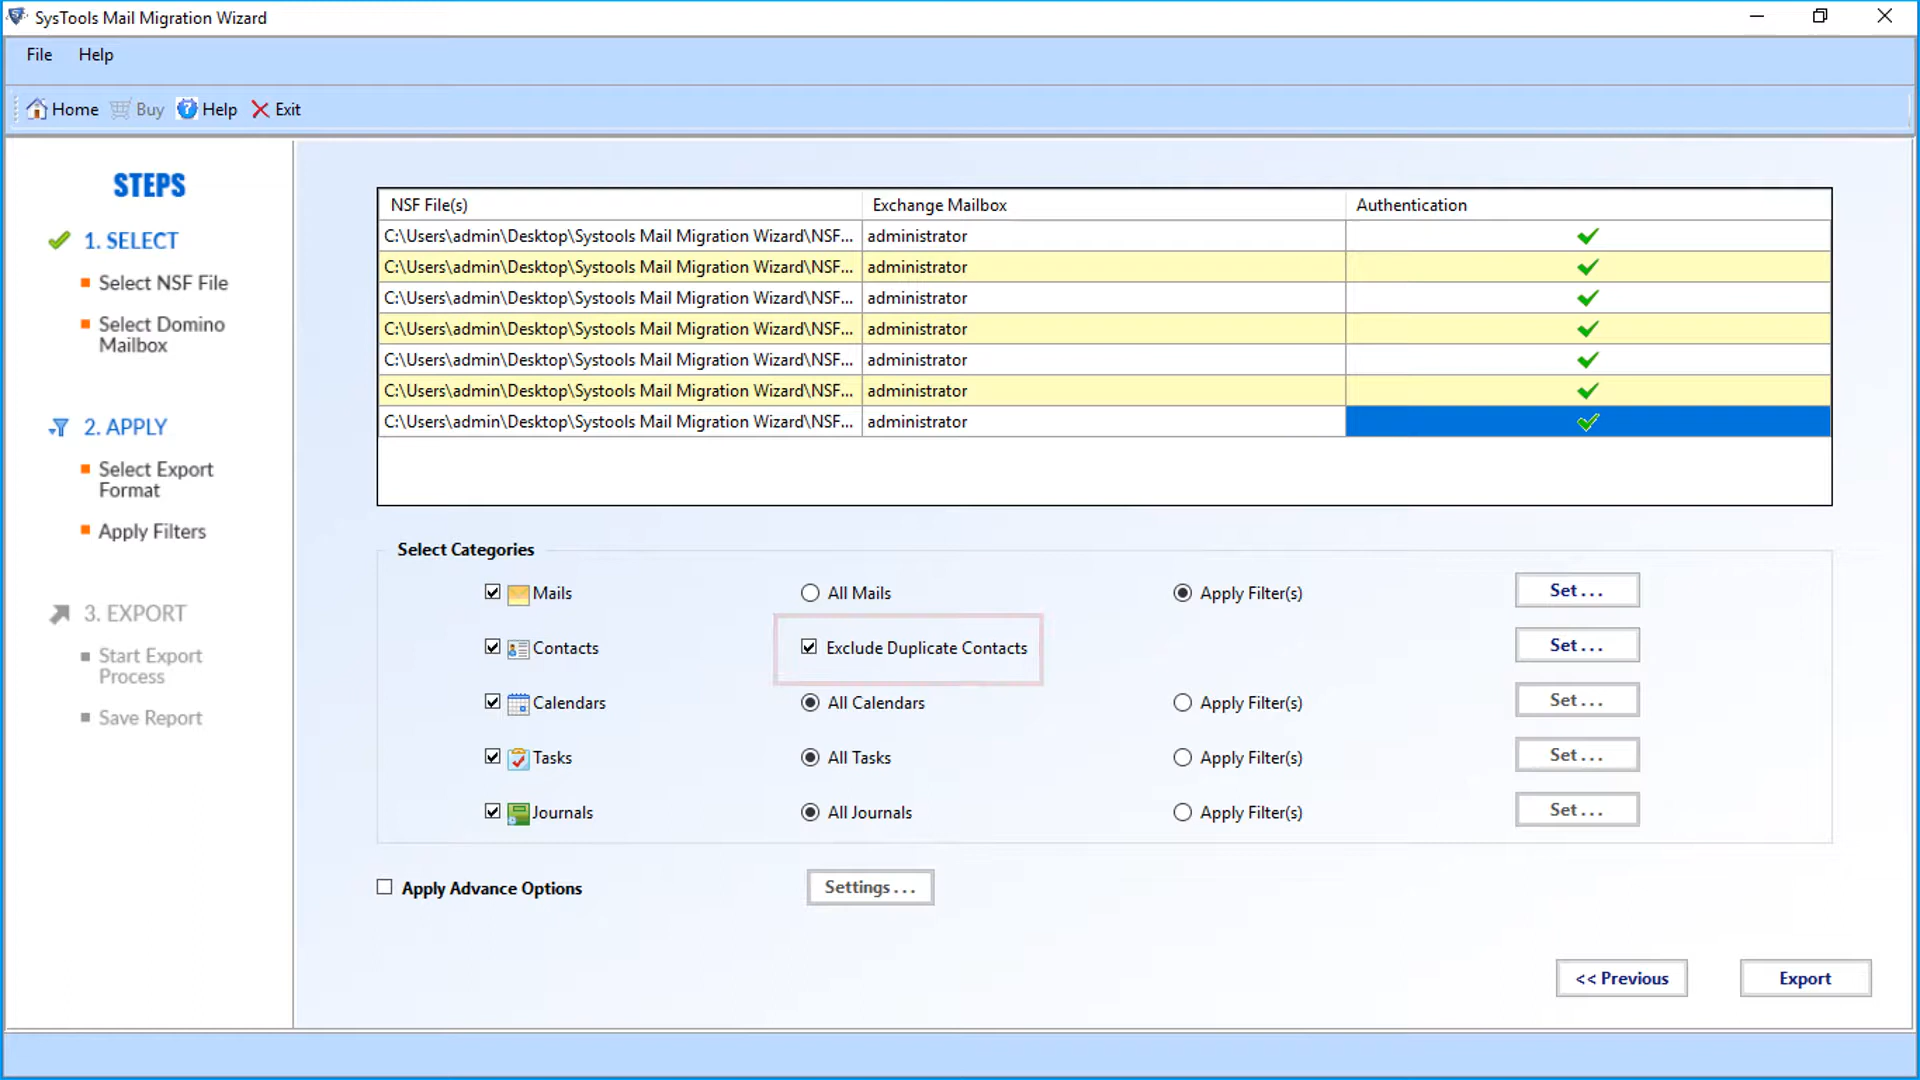 SysTools Mail Migration Wizard
File Help
Home Buy Help Exit
STEPS
1. SELECT
Select NSF File
Select Domino
Mailbox
2. APPLY
Select Export
Format
Apply Filters
3. EXPORT
Start Export
Process
Save Report
NSF File(s) Exchange Mailbox Authentication
C:\Users\admin\Desktop\Systools Mail Migration Wizard\NSF... administrator
C:\Users\admin\Desktop\Systools Mail Migration Wizard\NSF... administrator
C:\Users\admin\Desktop\Systools Mail Migration Wizard\NSF... administrator
C:\Users\admin\Desktop\Systools Mail Migration Wizard\NSF... administrator
C:\Users\admin\Desktop\Systools Mail Migration Wizard\NSF... administrator
C:\Users\admin\Desktop\Systools Mail Migration Wizard\NSF... administrator
C:\Users\admin\Desktop\Systools Mail Migration Wizard\NSF... administrator
Select Categories
Mails All Mails Apply Filter(s) Set . . .
Contacts Exclude Duplicate Contacts Set . . .
Calendars All Calendars Apply Filter(s) Set . . .
Tasks All Tasks Apply Filter(s) Set . . .
Journals All Journals Apply Filter(s) Set . . .
Apply Advance Options Settings . . .
<< Previous Export